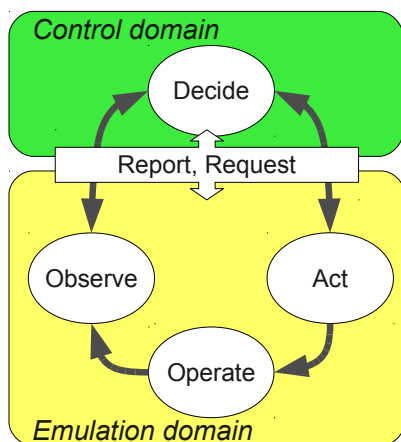 Control domain
Decide
Report, Request
Observe
Act
Operate
Emulation domain